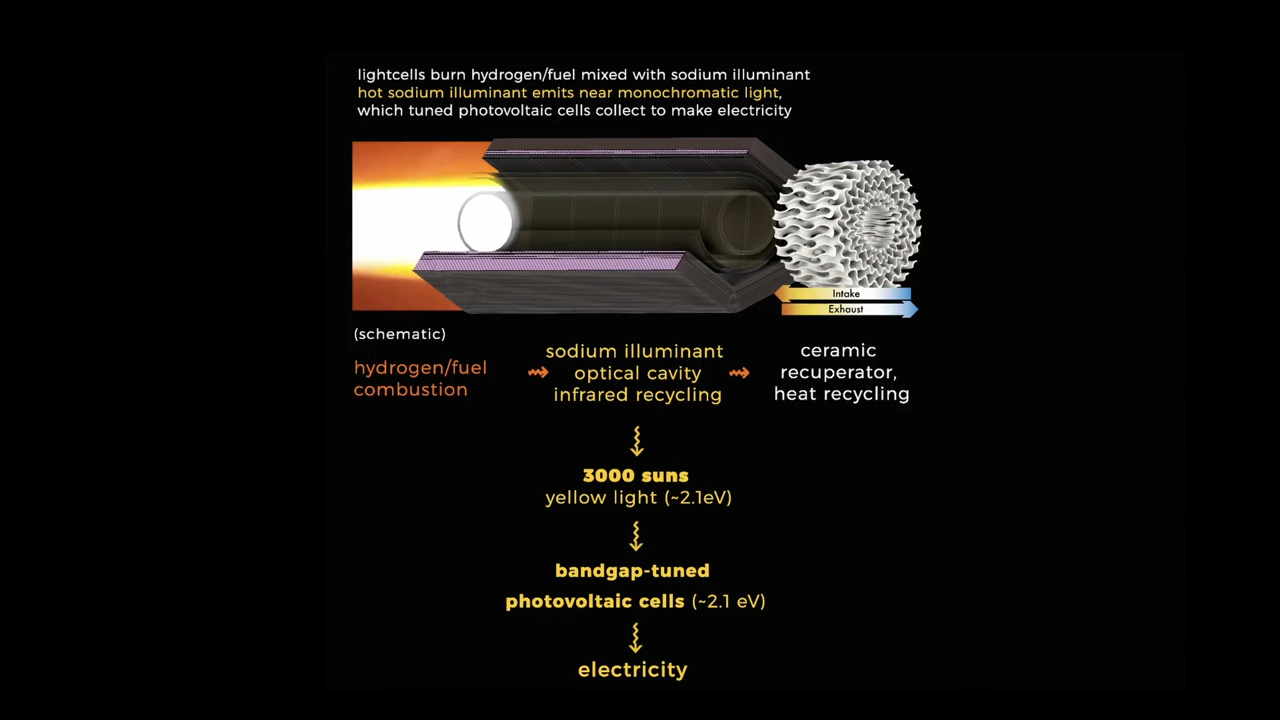 lightcells burn hydrogen/fuel mixed with sodium illuminant
hot sodium illuminant emits near monochromatic light,
which tuned photovoltaic cells collect to make electricity
Intake
Exhaust
(schematic)
hydrogen/fuel
combustion
sodium illuminant
optical cavity
infrared recycling
ceramic
recuperator,
heat recycling
3000 suns
yellow light (~2.1eV)
bandgap-tuned
photovoltaic cells (~2.1 eV)
electricity